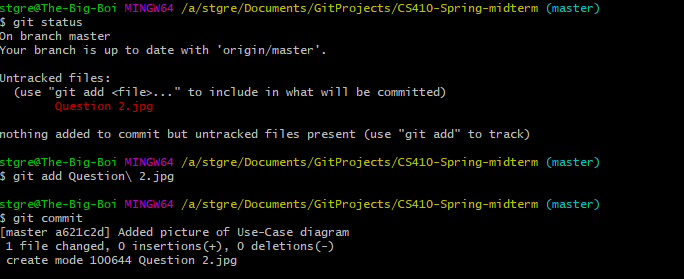 stgre@The-Big-Boi MINGW64 /a/stgre/Documents/GitProjects/CS410-Spring-midterm (master)
$ git status
On branch master
Your branch is up to date with 'origin/master'.
Untracked files:
(use "git add <file>..." to include in what will be committed)
Question 2.jpg
nothing added to commit but untracked files present (use "git add" to track)
stgre@The-Big-Boi MINGW64 /a/stgre/Documents/GitProjects/CS410-Spring-midterm (master)
$ git add Question\ 2.jpg
stgre@The-Big-Boi MINGW64 /a/stgre/Documents/GitProjects/CS410-Spring-midterm (master)
$ git commit
[master a621c2d] Added picture of Use-Case diagram
1 file changed, 0 insertions(+), 0 deletions(-)
create mode 100644 Question 2.jpg